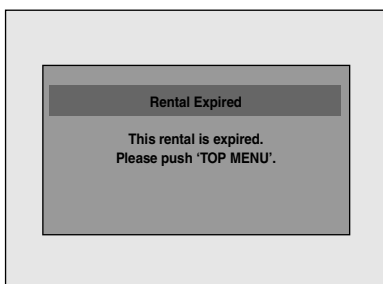 Rental Expired
This rental is expired.
Please push ‘TOP MENU’.